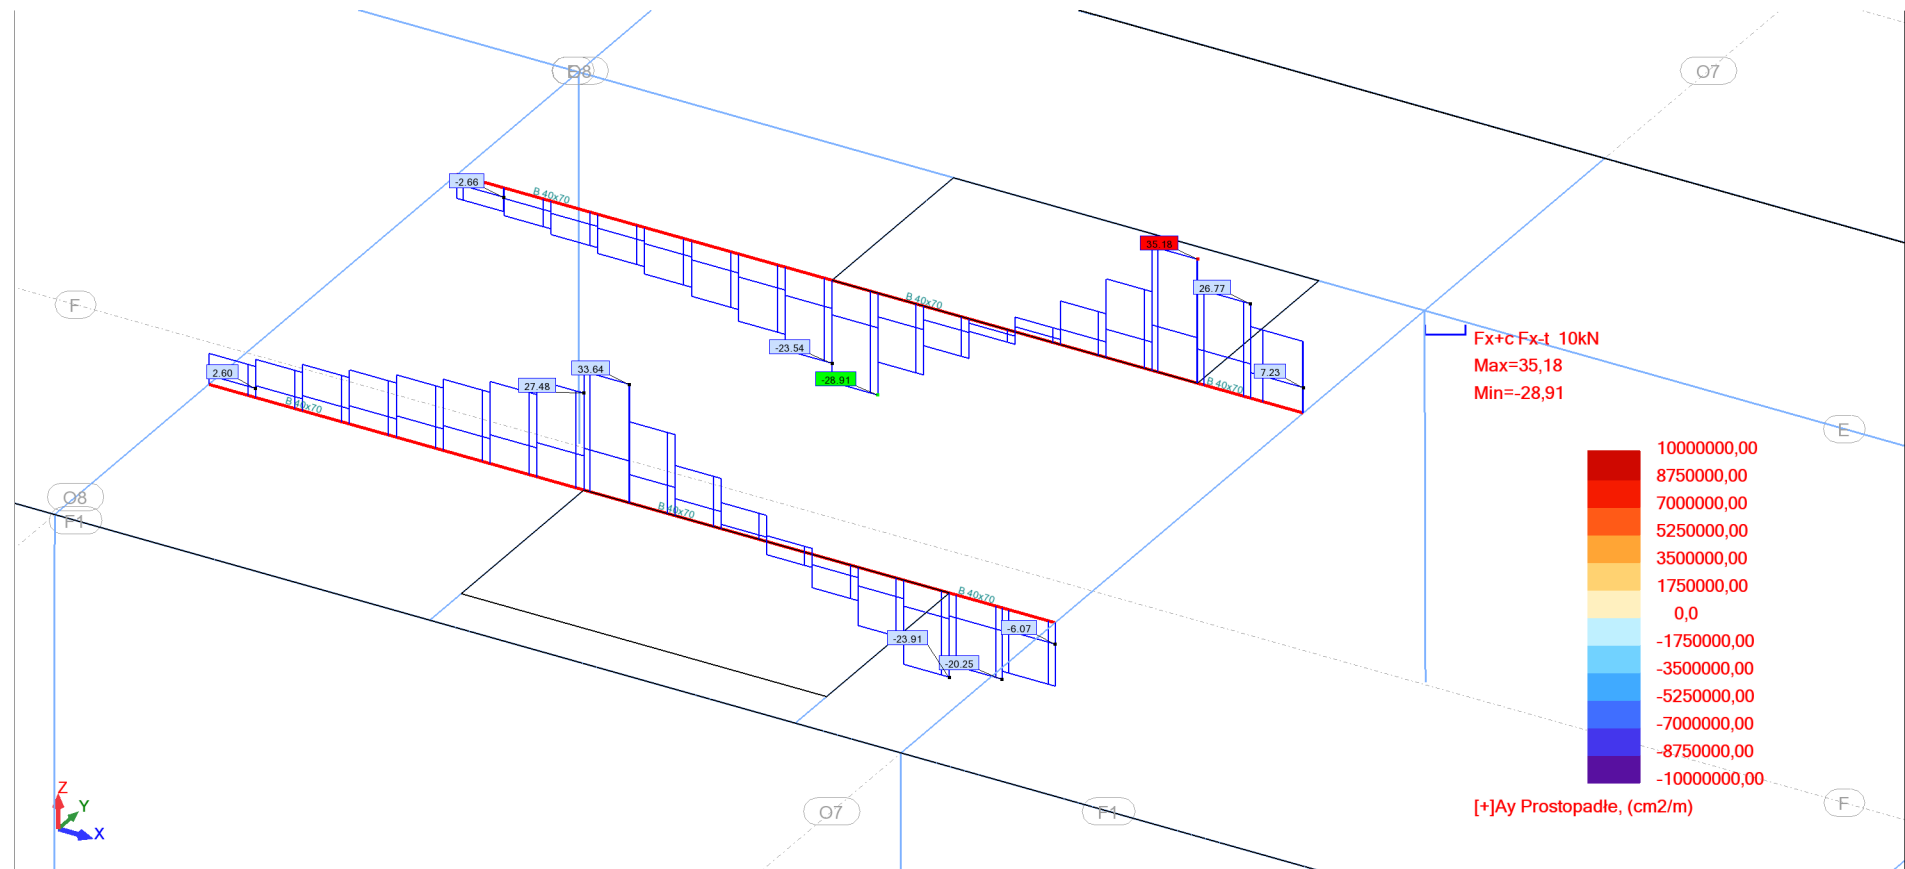 D8
O7
-2.66
B 40x70
35.18
26.77
B 40x70
F
Fx+c Fx-t 10kN
-23.54
Max=35,18
2.60
33.64
27.48
-28.91
7.23
B 40x70
Min=-28,91
B 40x70
E
10000000,00
8750000,00
O8
7000000,00
F1
B 40x70
5250000,00
3500000,00
1750000,00
B 40x70
0,0
-6.07
-23.91
-1750000,00
-20.25
-3500000,00
-5250000,00
-7000000,00
-8750000,00
-10000000,00
Z
Y
X
O7
F1
[+]Ay Prostopadłe, (cm2/m)
F